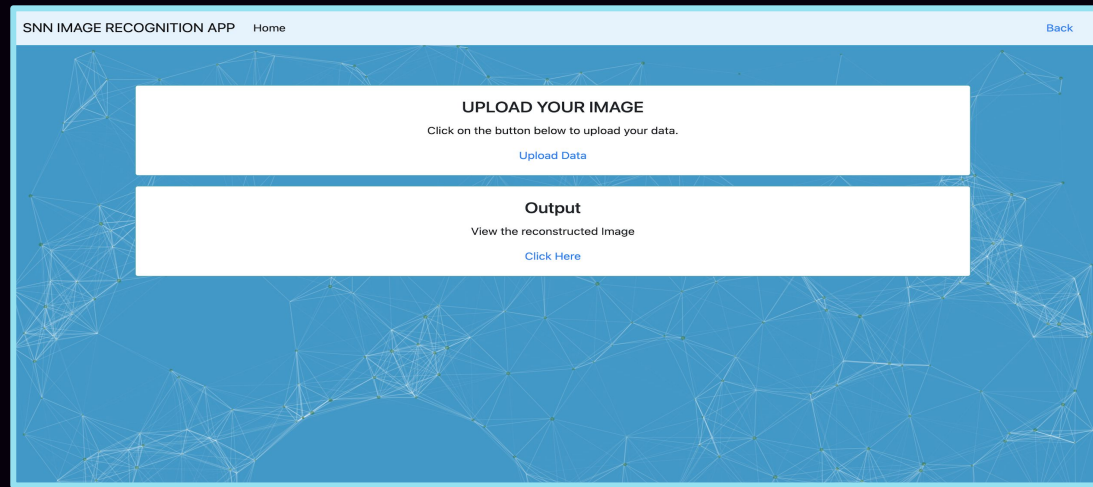 SNN IMAGE RECOGNITION APP Home Back
UPLOAD YOUR IMAGE
Click on the button below to upload your data.
Upload Data
Output
View the reconstructed Image
Click Here